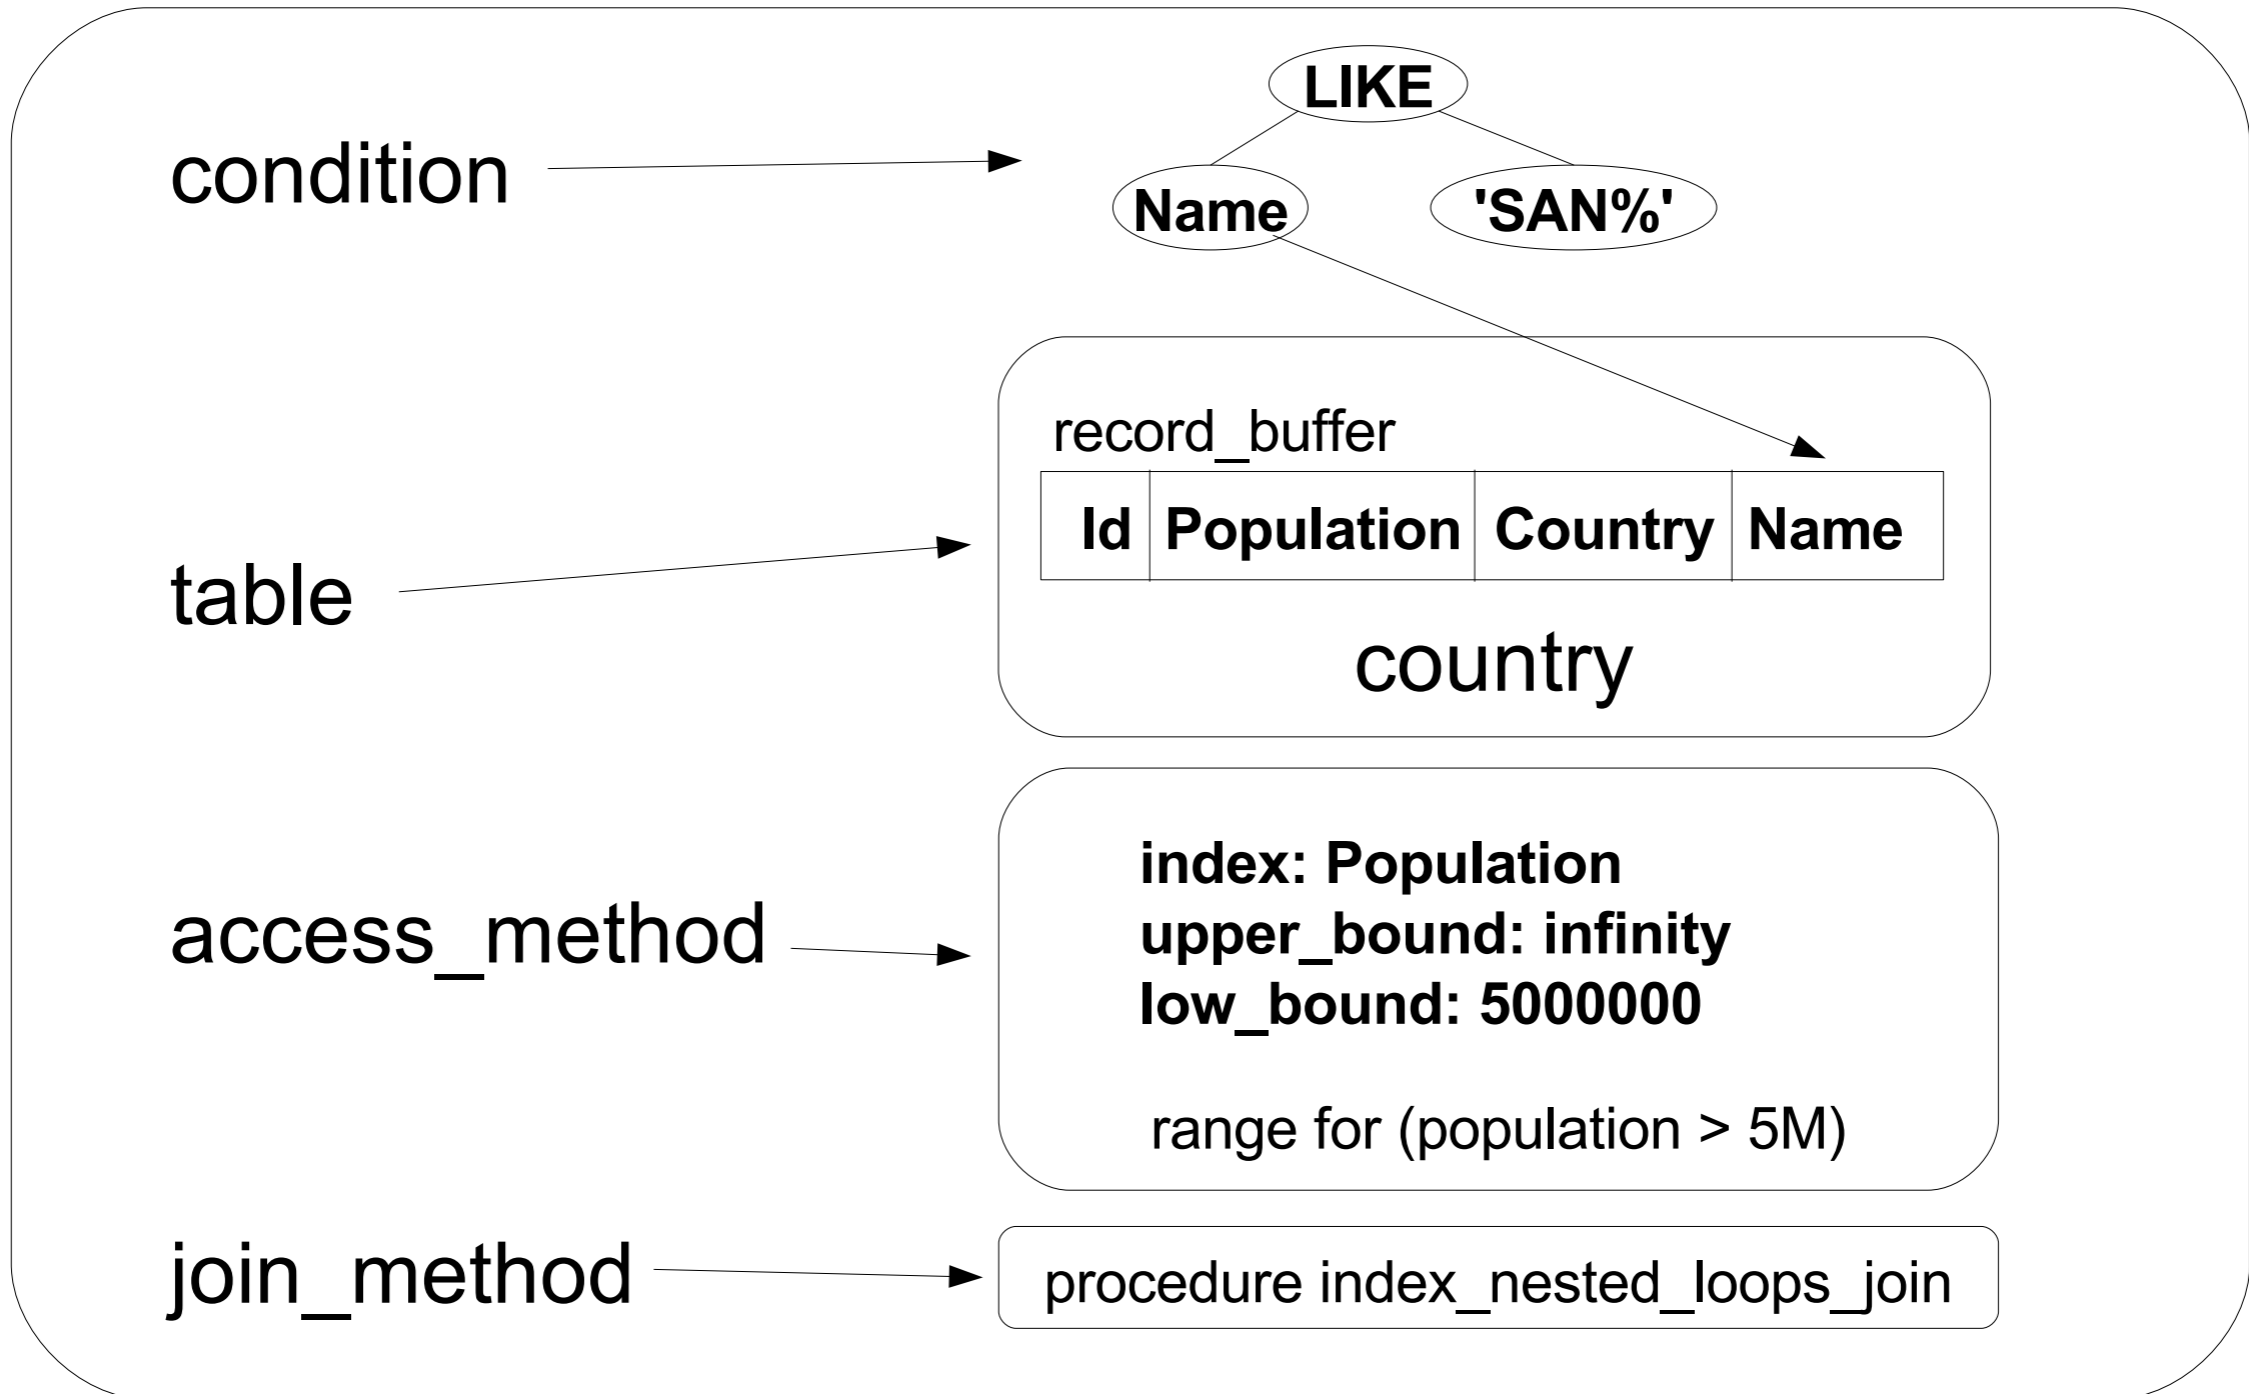 LIKE
condition
Name 'SAN%'
record_buffer
Id Population Country Name
table
country
index: Population
access_method
upper_bound: infinity
low_bound: 5000000
range for (population > 5M)
join_method
procedure index_nested_loops_join